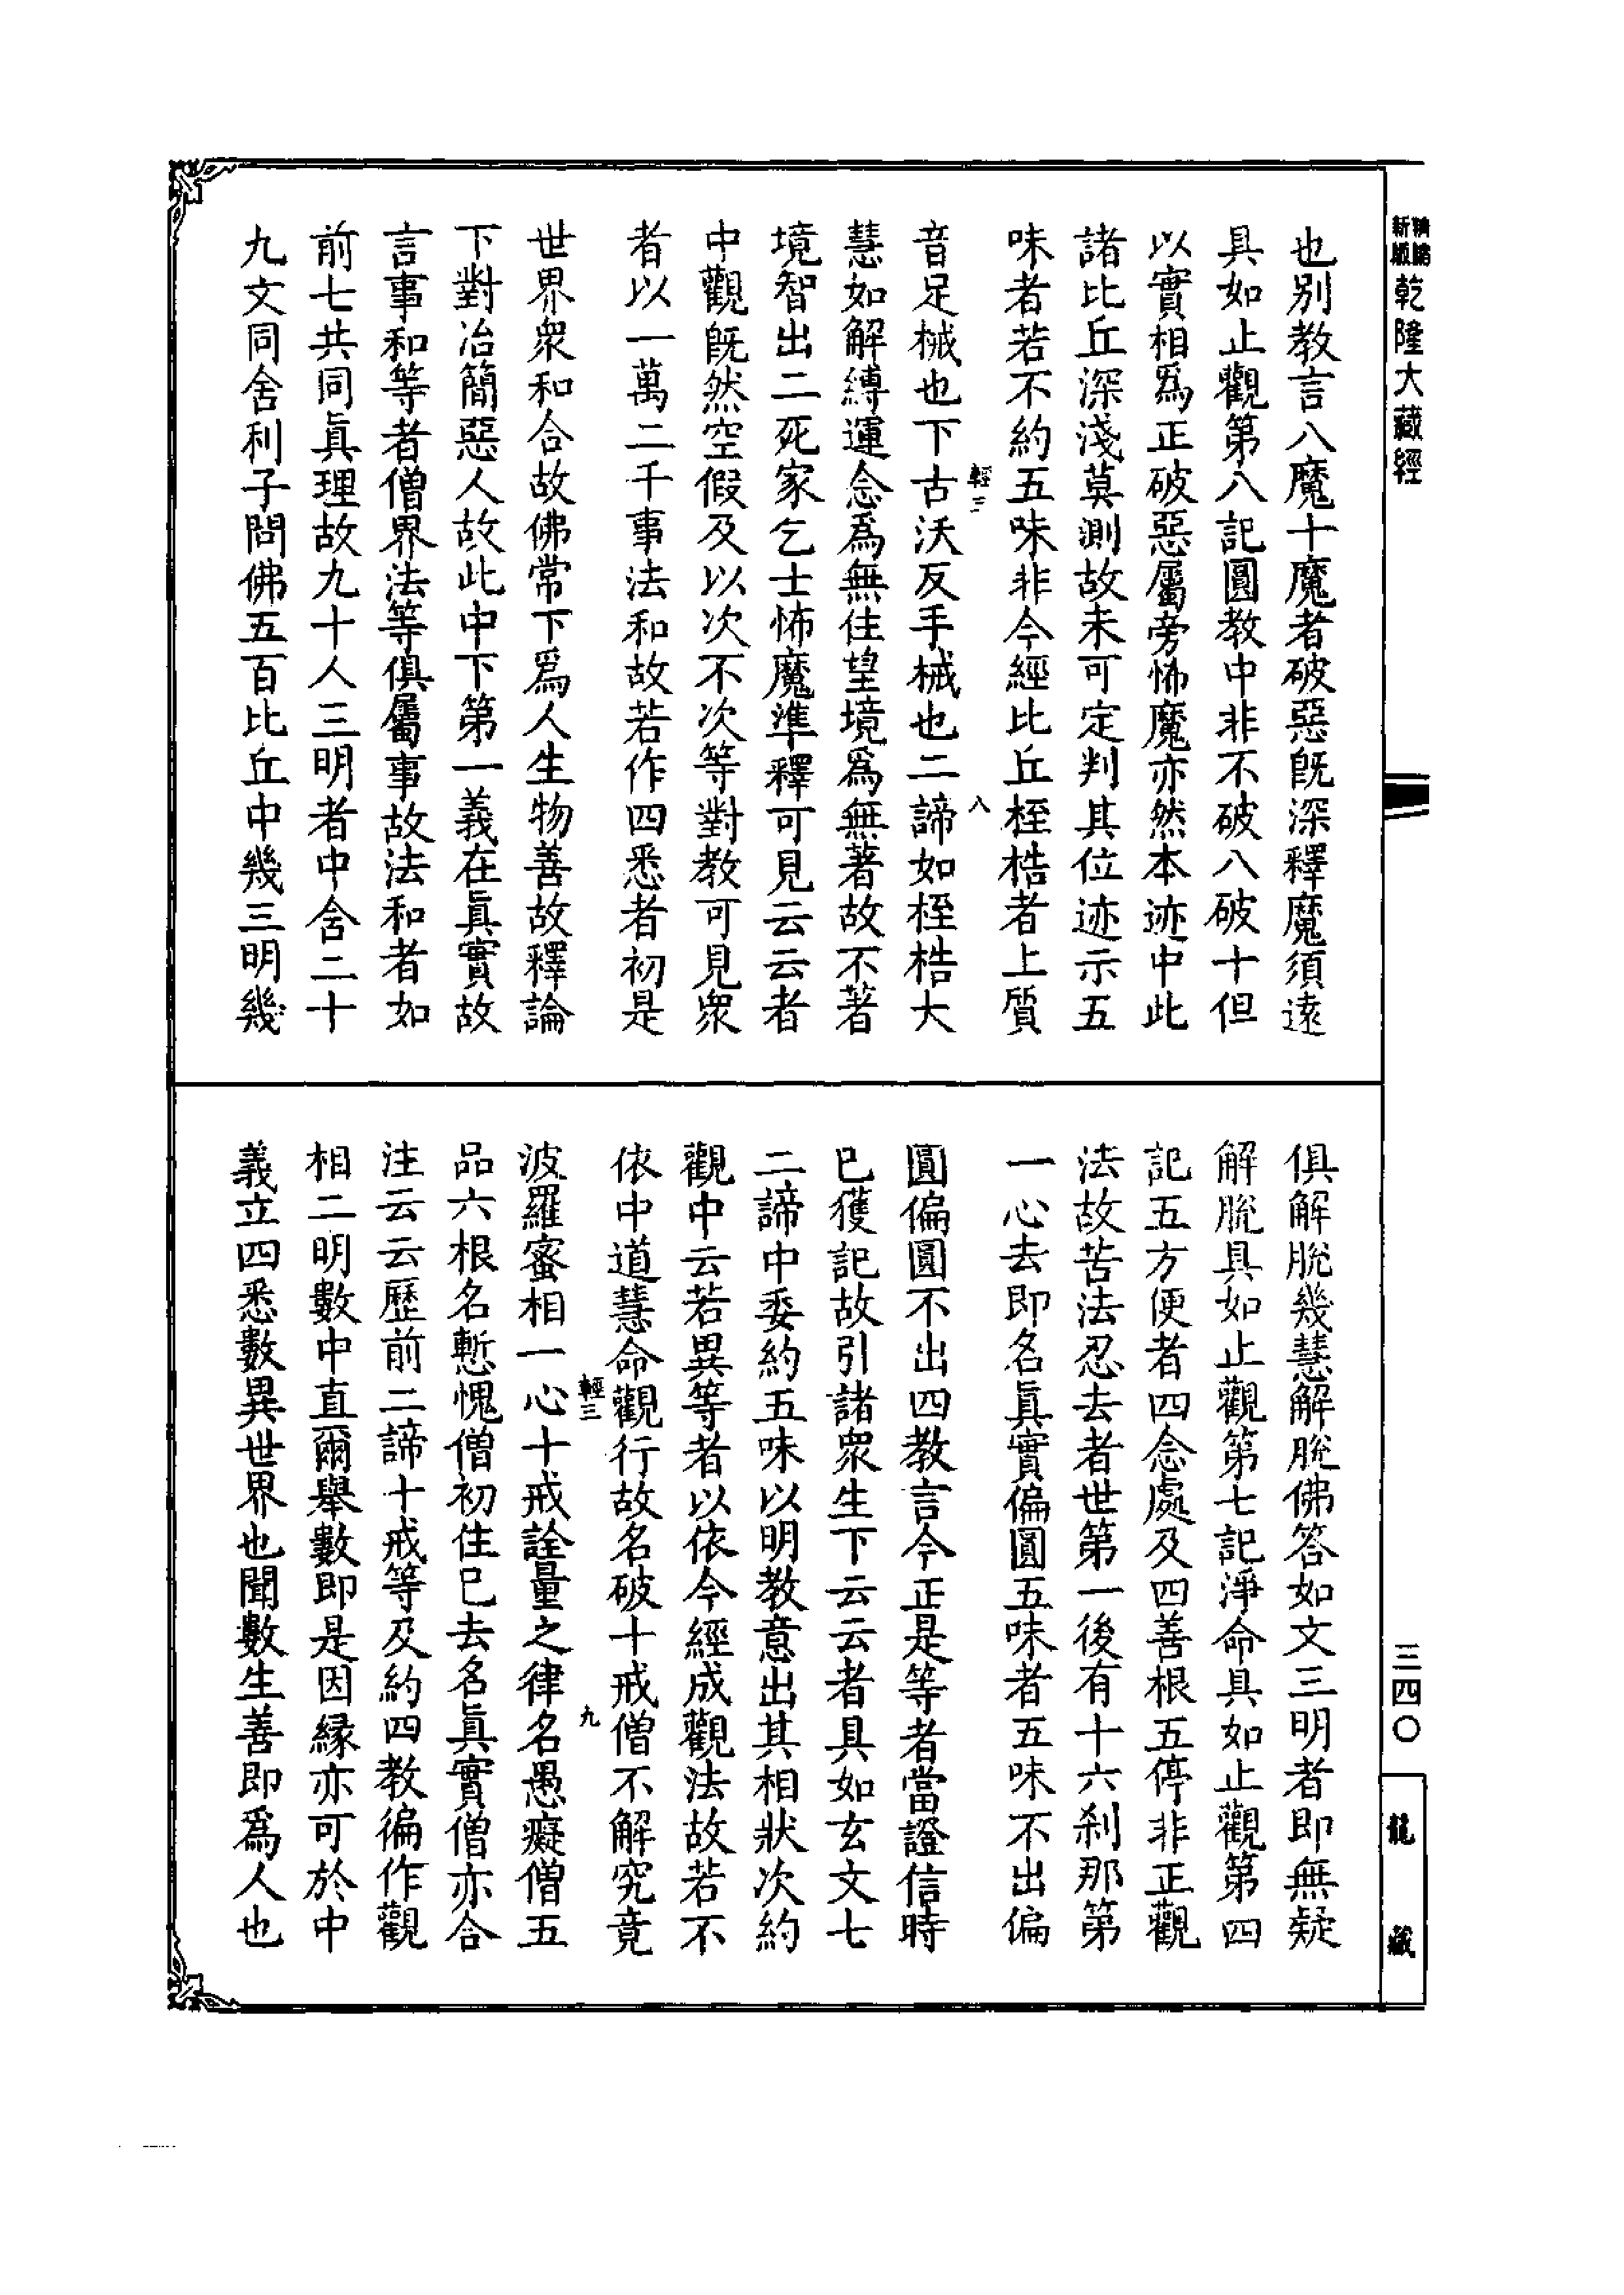 新版
精縮
乾隆大藏經
三四〇
龍藏
也別教言八魔十魔者破惡既深釋魔須遠
具如止觀第八記圓教中非不破八破十但
以實相爲正破惡屬旁怖魔亦然本迹中此
諸比丘深淺莫測故未可定判其位迹示五
味者若不約五味非今經比丘桎梏者上質
輕三
八
音足械也下古沃反手械也二諦如桎梏大
慧如解縛運念爲無住望境爲無著故不著
境智出二死家乞士怖魔準釋可見云云者
中觀既然空假及以次不次等對教可見衆
者以一萬二千事法和故若作四悉者初是
世界衆和合故佛常下爲人生物善故釋論
下對治簡惡人故此中下第一義在眞實故
言事和等者僧界法等俱屬事故法和者如
前七共同眞理故九十人三明者中舍二十
九文同舍利子問佛五百比丘中幾三明幾
俱解脫幾慧解脫佛答如文三明者即無疑
解脫具如止觀第七記淨命具如止觀第四
記五方便者四念處及四善根五停非正觀
法故苦法忍去者世第一後有十六刹那第
一心去即名眞實偏圓五味者五味不出偏
圓偏圓不出四教言今正是等者當證信時
已獲記故引諸衆生下云云者具如玄文七
二諦中委約五味以明教意出其相狀次約
觀中云若異等者以依今經成觀法故若不
依中道慧命觀行故名破十戒僧不解究竟
輕三
九
波羅蜜相一心十戒詮量之律名愚癡僧五
品六根名慙愧僧初住已去名眞實僧亦合
注云云歷前二諦十戒等及約四教徧作觀
相二明數中直爾舉數即是因縁亦可於中
義立四悉數異世界也聞數生善即爲人也